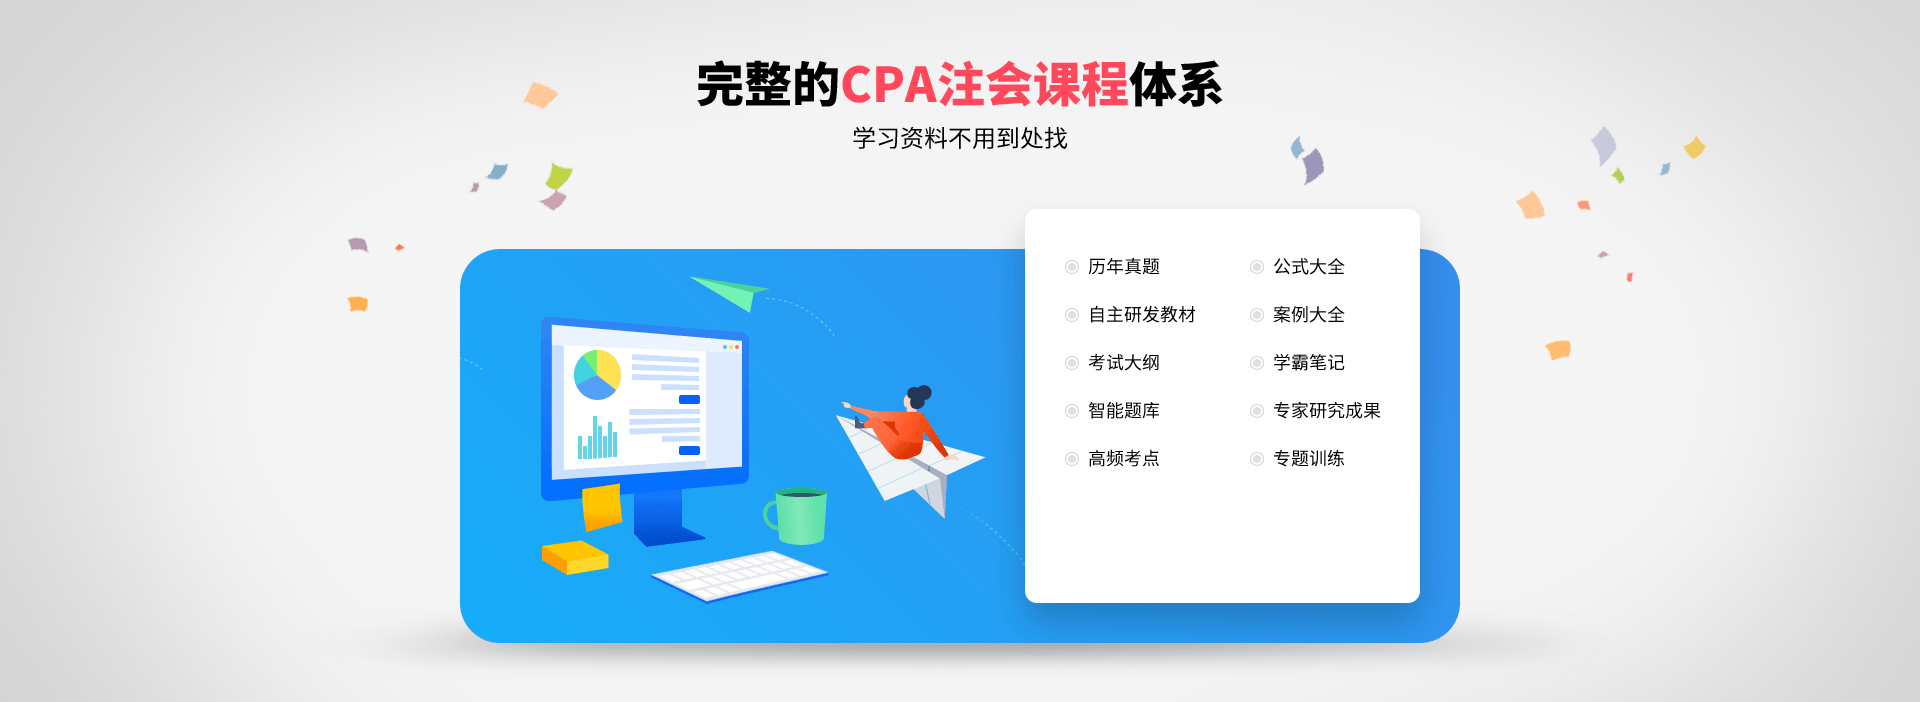 完整的CPA注会课程体系
学习资料不用到处找
历年真题
公式大全
自主研发教材
案例大全
考试大纲
学霸笔记
智能题库
专家研究成果
高频考点
专题训练